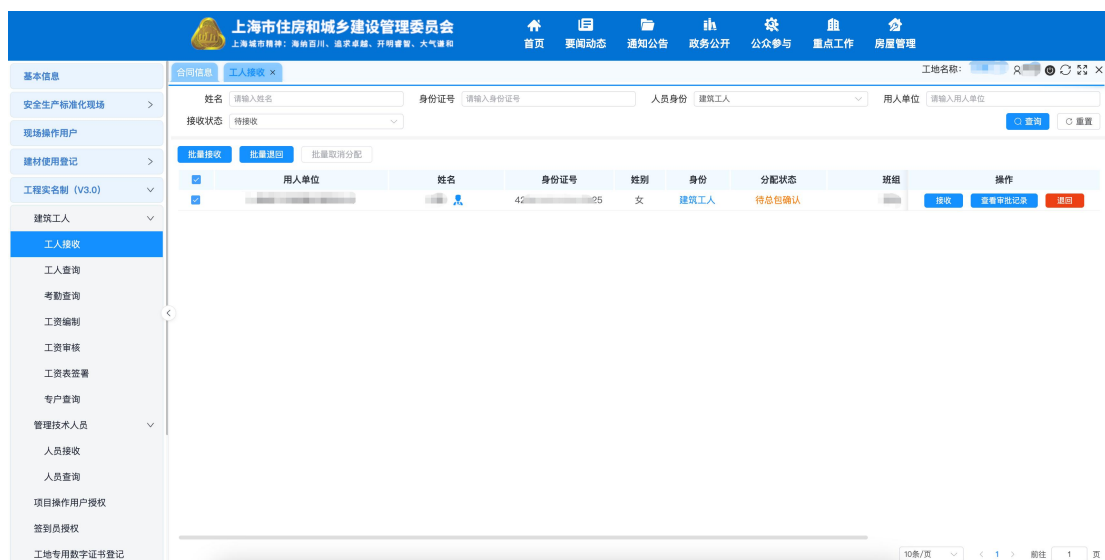 上海市住房和城乡建设管理委员会
上海城市精神：海纳百川、追求卓越、开明睿智、大气谦和
首页 要闻动态 通知公告 政务公开 公众参与 重点工作 房屋管理
基本信息
安全生产标准化现场
现场操作用户
建材使用登记
工程实名制（V3.0）
建筑工人
工人接收
工人查询
考勤查询
工资编制
工资审核
工资表签署
专户查询
管理技术人员
人员接收
人员查询
项目操作用户授权
签到员授权
工地专用数字证书登记
合同信息 工人接收 × 工地名称：
姓名 请输入姓名 身份证号 请输入身份证号 人员身份 建筑工人 用人单位 请输入用人单位
接收状态 待接收 查询 重置
批量接收 批量退回 批量取消分配
用人单位 姓名 身份证号 姓别 身份 分配状态 班组 操作
42 25 女 建筑工人 待总包确认 接收 查看审批记录 退回
10条/页 < 1 > 前往 1 页